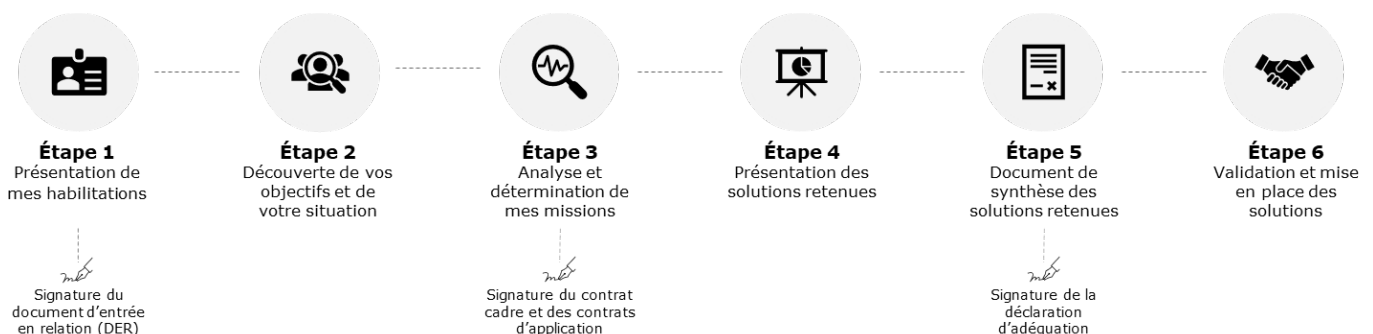 Étape 1
Présentation de
mes habilitations
Étape 2
Découverte de vos
objectifs et de
votre situation
Étape 3
Analyse et
détermination de
mes missions
Étape 4
Présentation des
solutions retenues
Étape 5
Document de
synthèse des
solutions retenues
Étape 6
Validation et mise
en place des
solutions
Signature du
document d'entrée
en relation (DER)
Signature du contrat
cadre et des contrats
d'application
Signature de la
déclaration
d'adéquation